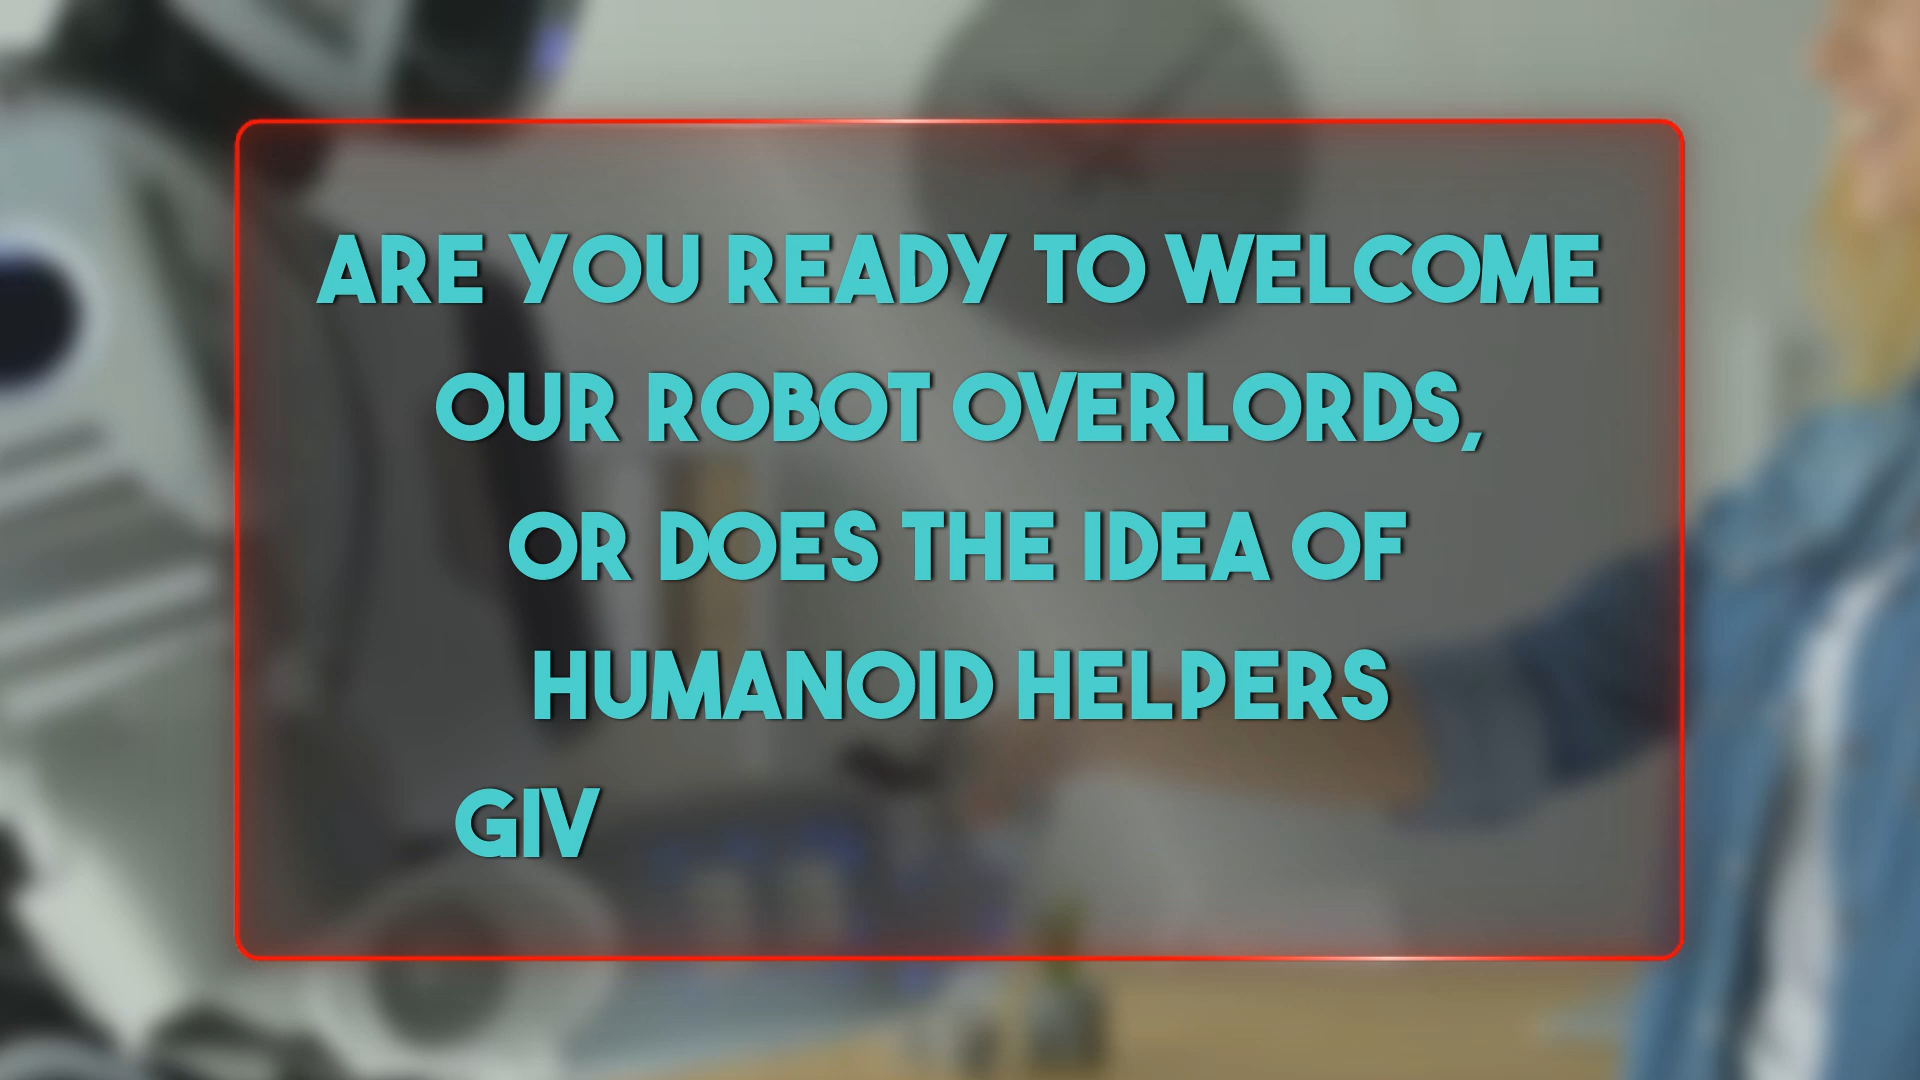 ARE YOU READY TO WELCOME
OUR ROBOT OVERLORDS,
OR DOES THE IDEA OF
HUMANOID HELPERS
GIV